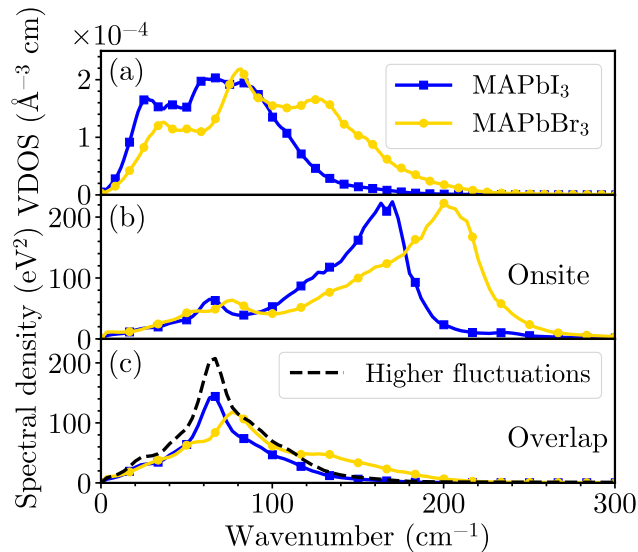 ×10⁻⁴
(a)
MAPbI₃
MAPbBr₃
2
1
0
VDOS (Å⁻³ cm)
(b)
Onsite
200
100
0
Spectral density (eV²)
(c)
Higher fluctuations
Overlap
200
100
0
0 100 200 300
Wavenumber (cm⁻¹)